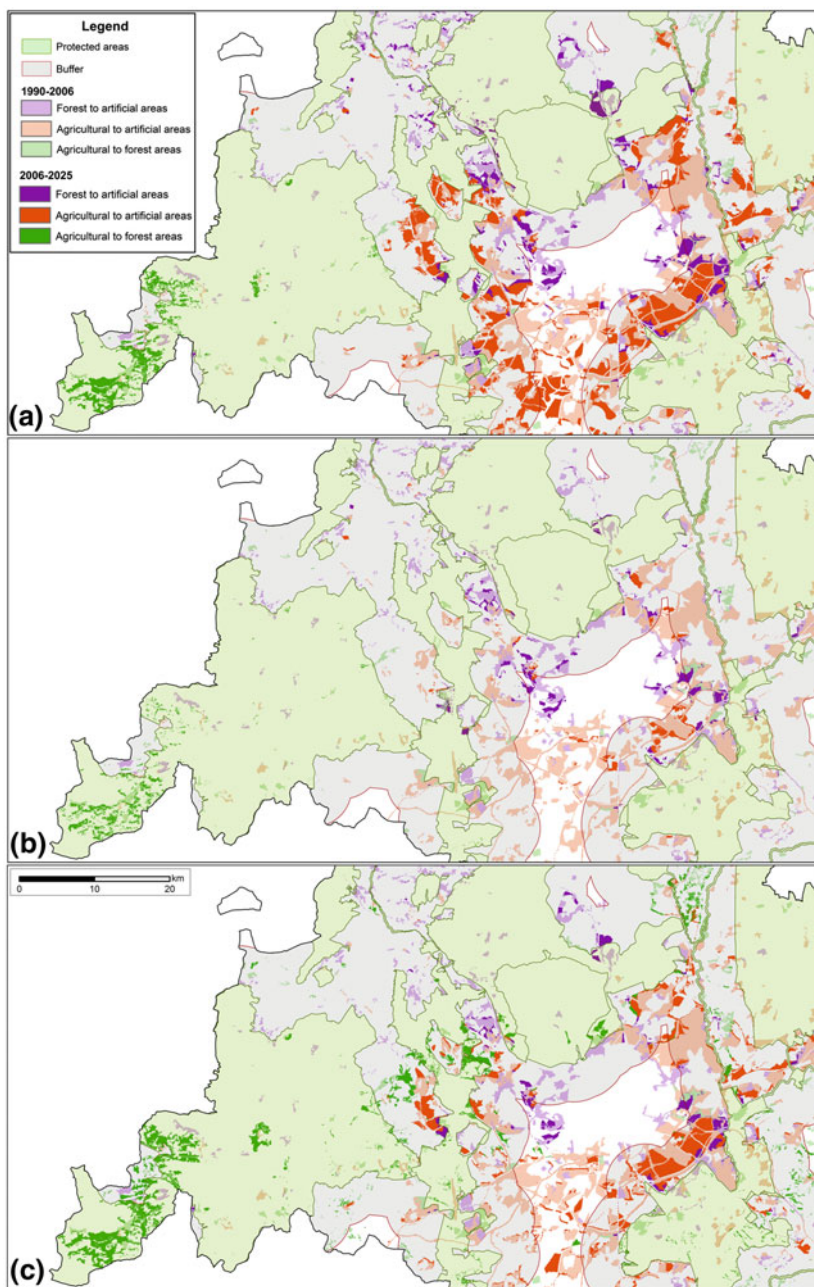 Legend
Protected areas
Buffer
1990-2006
Forest to artificial areas
Agricultural to artificial areas
Agricultural to forest areas
2006-2025
Forest to artificial areas
Agricultural to artificial areas
Agricultural to forest areas
(a)
(b)
km
0 10 20
(c)